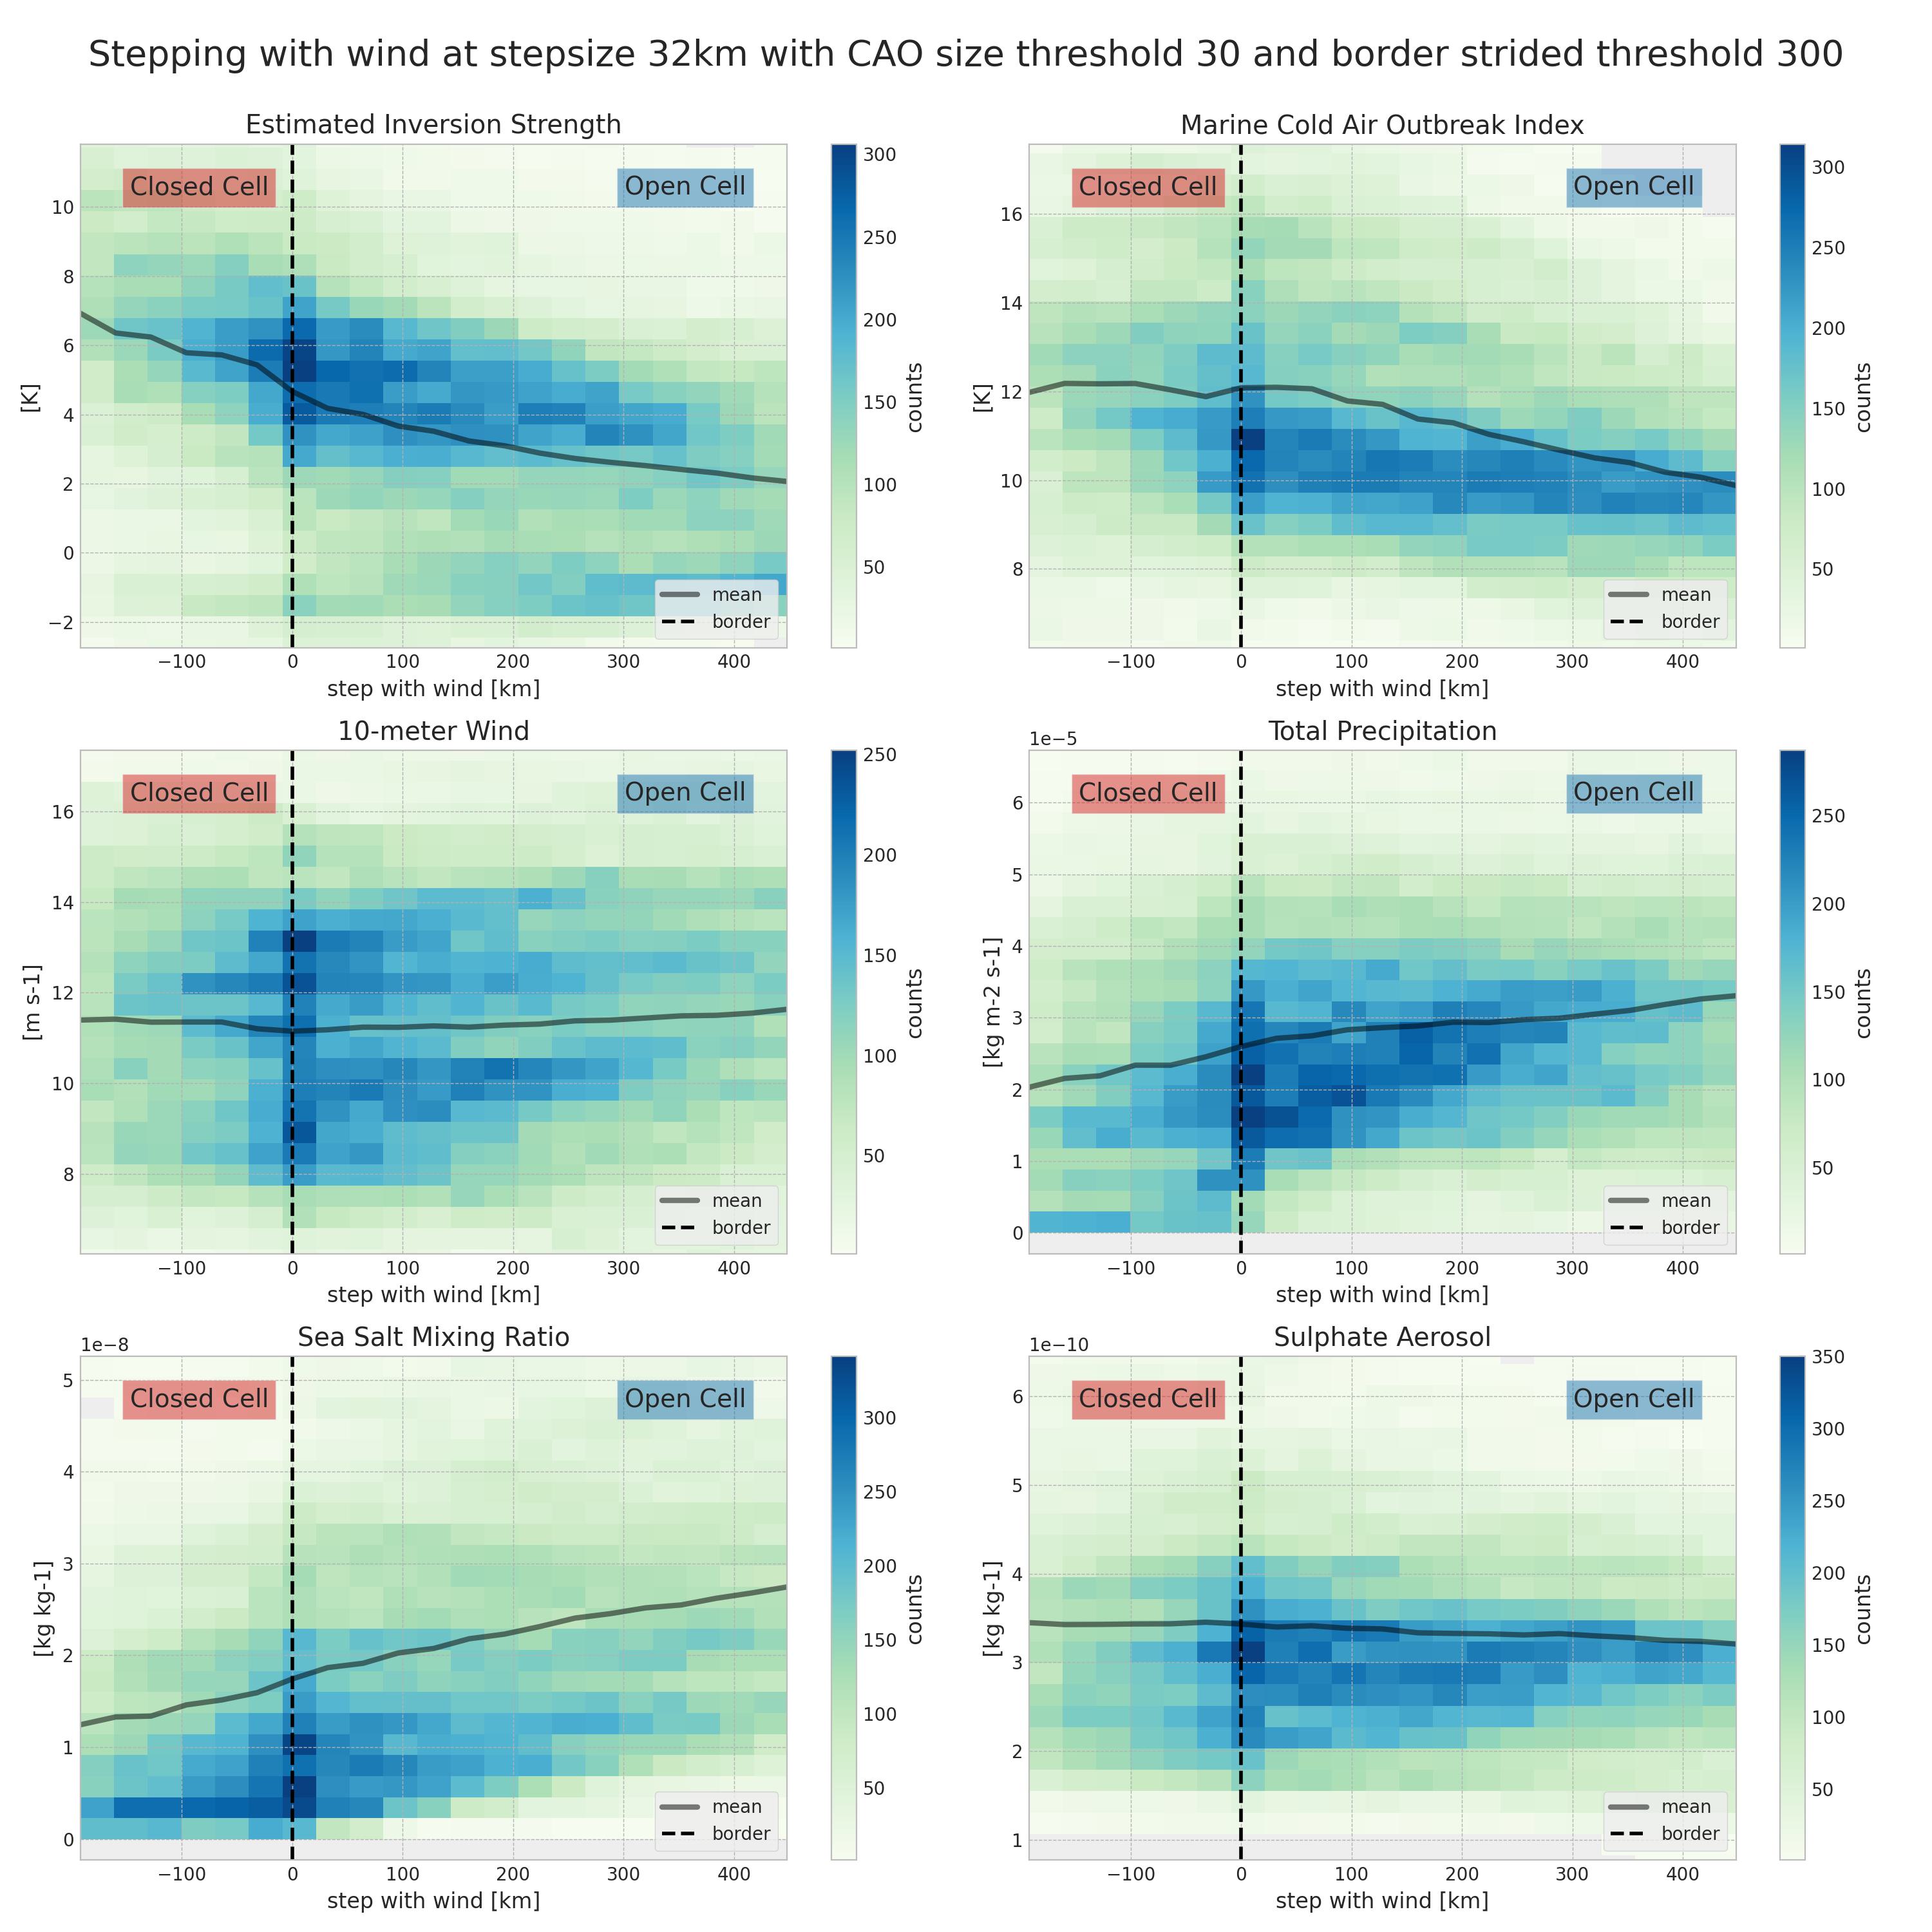 Stepping with wind at stepsize 32km with CAO size threshold 30 and border strided threshold 300
Estimated Inversion Strength
Closed Cell
Open Cell
10
8
6
4
2
0
−2
[K]
−100 0 100 200 300 400
step with wind [km]
mean
border
300
250
200
150
100
50
counts
Marine Cold Air Outbreak Index
Closed Cell
Open Cell
16
14
12
10
8
[K]
−100 0 100 200 300 400
step with wind [km]
mean
border
300
250
200
150
100
50
counts
10-meter Wind
Closed Cell
Open Cell
16
14
12
10
8
[m s-1]
−100 0 100 200 300 400
step with wind [km]
mean
border
250
200
150
100
50
counts
Total Precipitation
1e−5
Closed Cell
Open Cell
6
5
4
3
2
1
0
[kg m-2 s-1]
−100 0 100 200 300 400
step with wind [km]
mean
border
250
200
150
100
50
counts
Sea Salt Mixing Ratio
1e−8
Closed Cell
Open Cell
5
4
3
2
1
0
[kg kg-1]
−100 0 100 200 300 400
step with wind [km]
mean
border
300
250
200
150
100
50
counts
Sulphate Aerosol
1e−10
Closed Cell
Open Cell
6
5
4
3
2
1
[kg kg-1]
−100 0 100 200 300 400
step with wind [km]
mean
border
350
300
250
200
150
100
50
counts